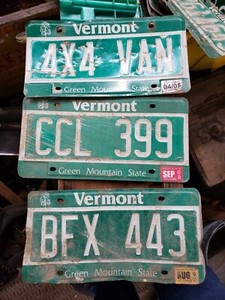 Vermont
4X4 VAN
04/08
Green Mountain State
Vermont
CCL 399
SEP
Green Mountain State
Vermont
BFX 443
AUG
Green Mountain State